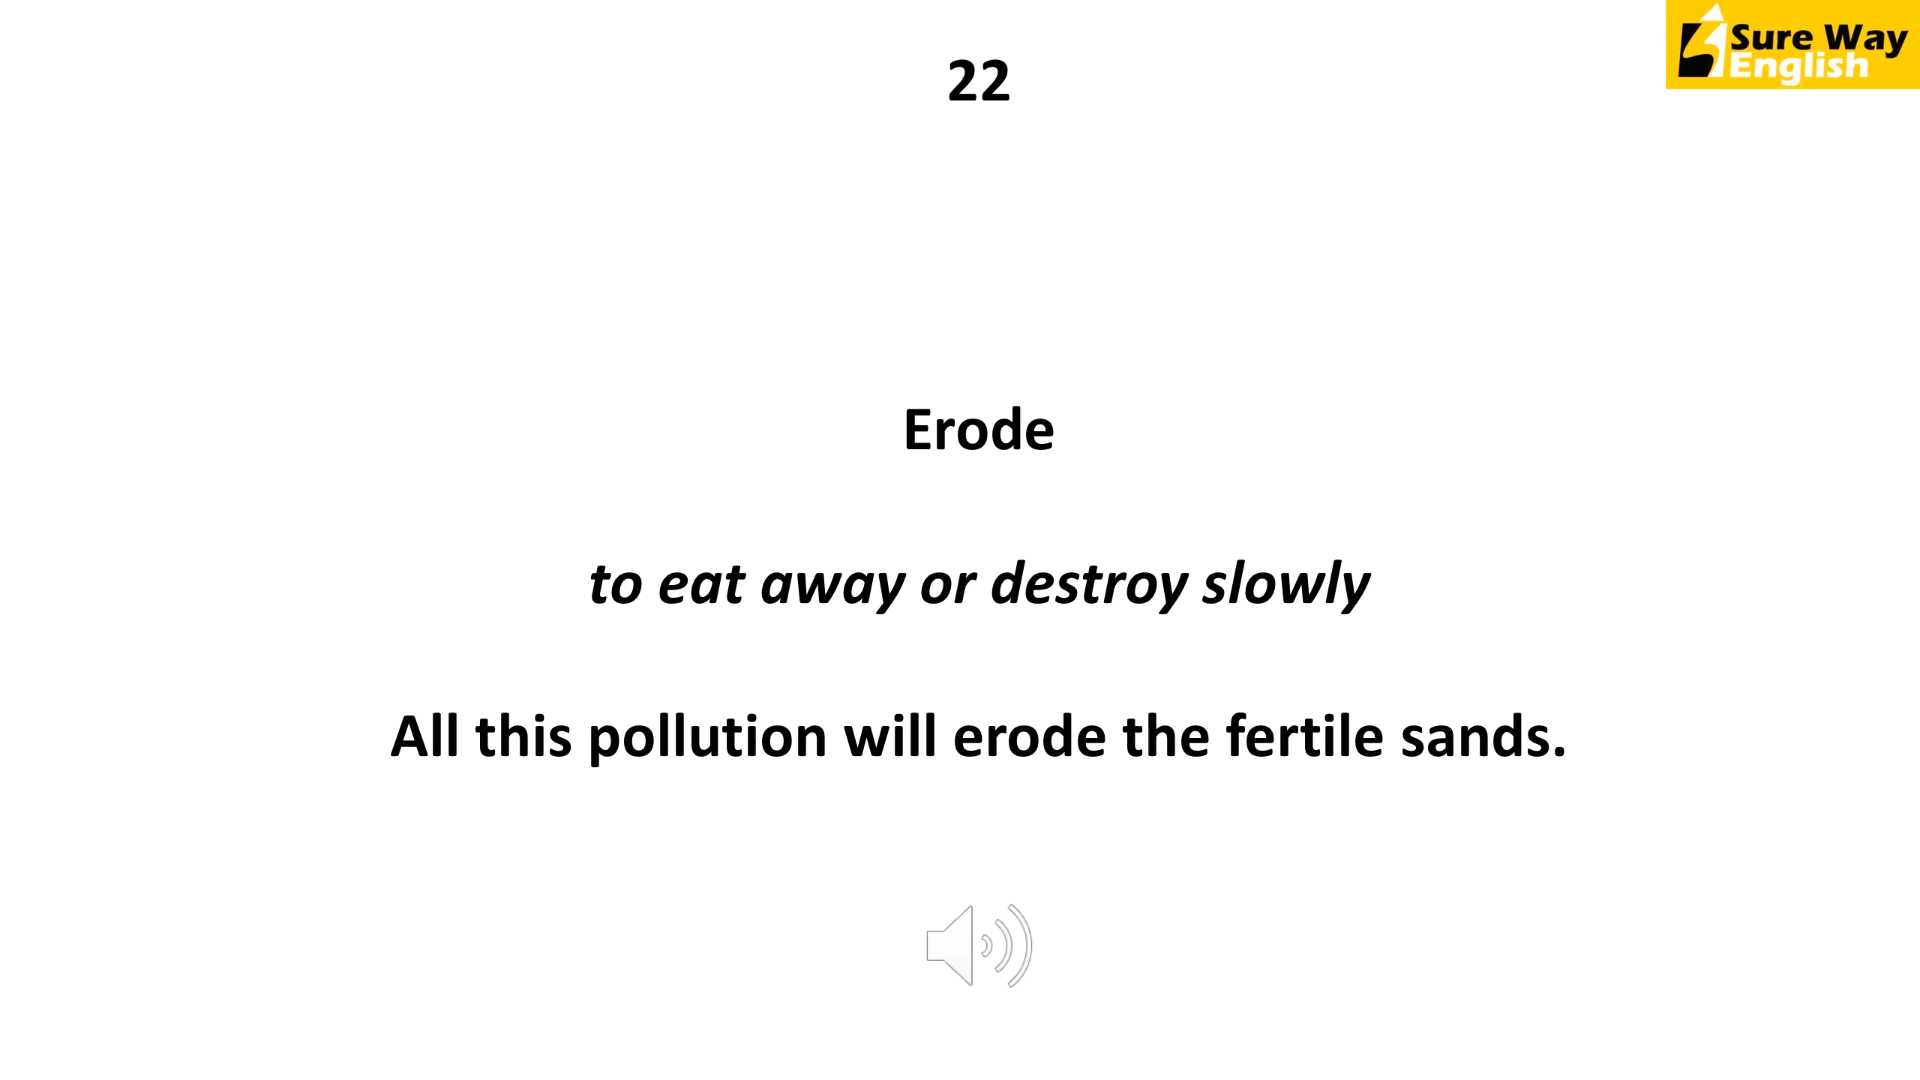 22
Sure Way
English
Erode
to eat away or destroy slowly
All this pollution will erode the fertile sands.